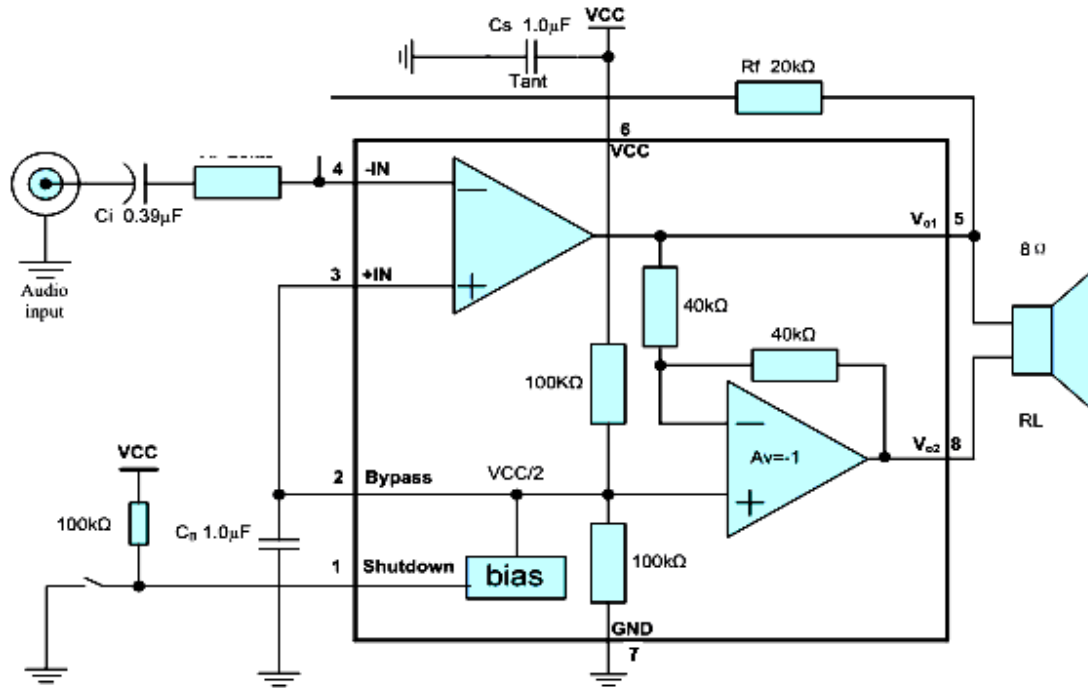 VCC
Cs 1.0µF
Tant
Rf 20kΩ
6
VCC
4 -IN
Ci 0.39µF
Vo1 5
8Ω
3 +IN
Audio
input
40kΩ
40kΩ
100KΩ
RL
Av=-1
Vo2 8
VCC
2 Bypass
VCC/2
100kΩ
1.0µF
1 Shutdown
bias
100kΩ
GND
7